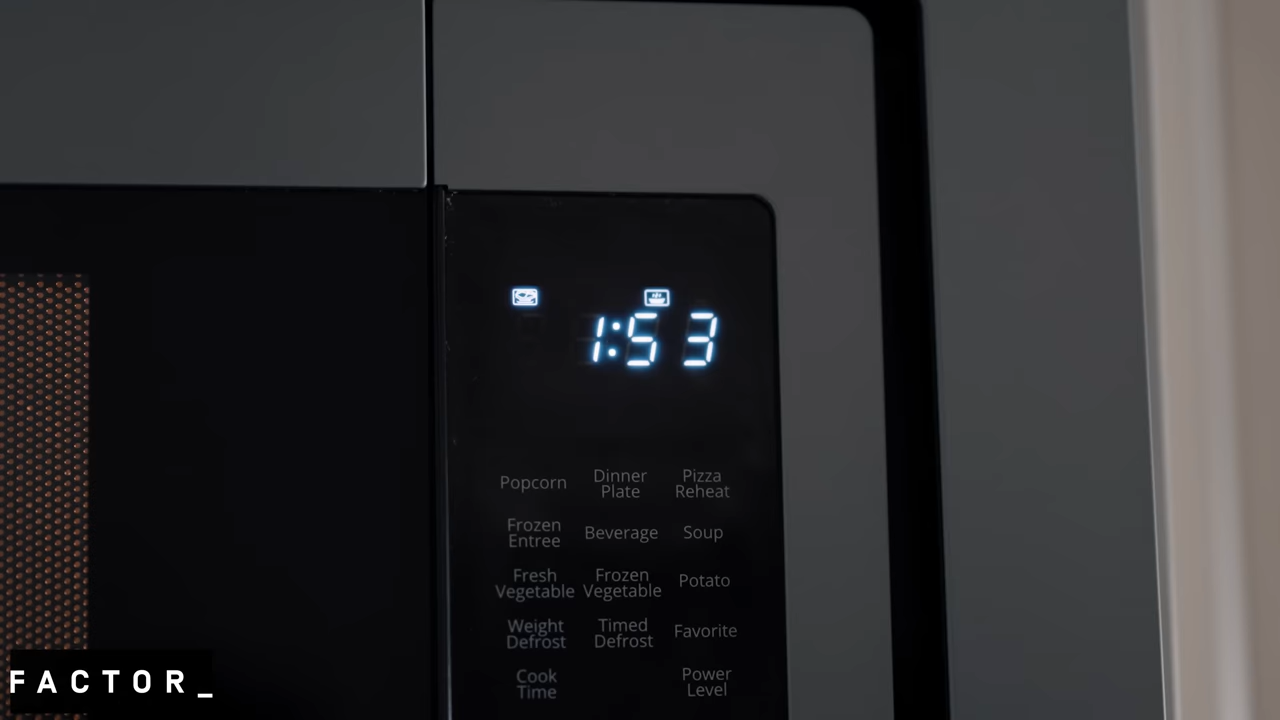 1:53
Popcorn
Dinner Plate
Pizza Reheat
Frozen Entree
Beverage
Soup
Fresh Vegetable
Frozen Vegetable
Potato
Weight Defrost
Timed Defrost
Favorite
Cook Time
Power Level
FACTOR_